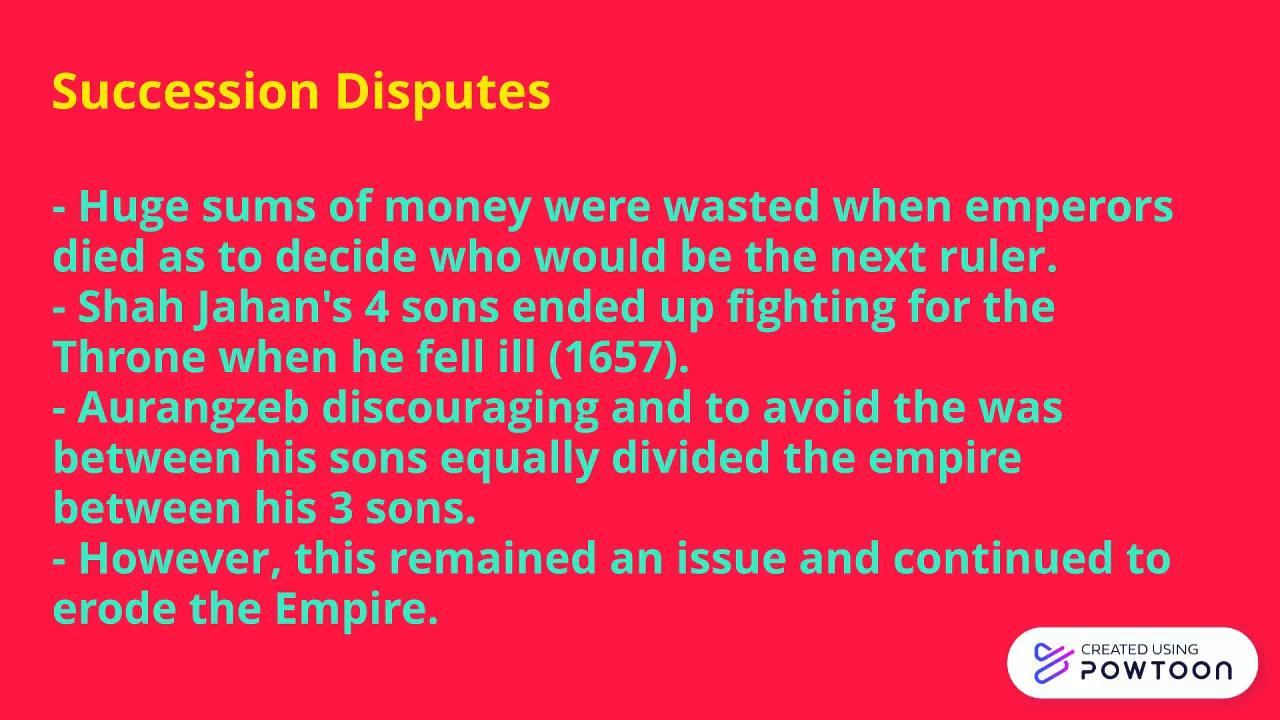 Succession Disputes
- Huge sums of money were wasted when emperors
died as to decide who would be the next ruler.
- Shah Jahan's 4 sons ended up fighting for the
Throne when he fell ill (1657).
- Aurangzeb discouraging and to avoid the was
between his sons equally divided the empire
between his 3 sons.
- However, this remained an issue and continued to
erode the Empire.
CREATED USING
POWTOON